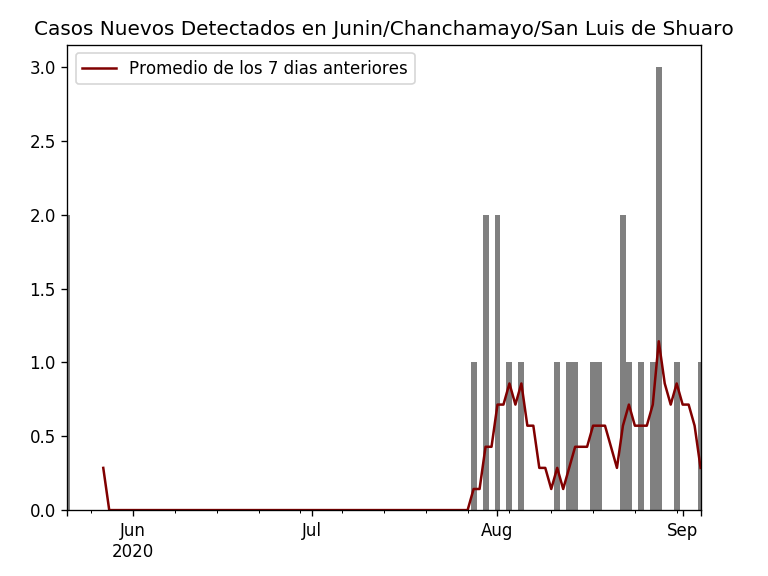 Casos Nuevos Detectados en Junin/Chanchamayo/San Luis de Shuaro
Promedio de los 7 dias anteriores
3.0
2.5
2.0
1.5
1.0
0.5
0.0
Jun Jul Aug Sep
2020